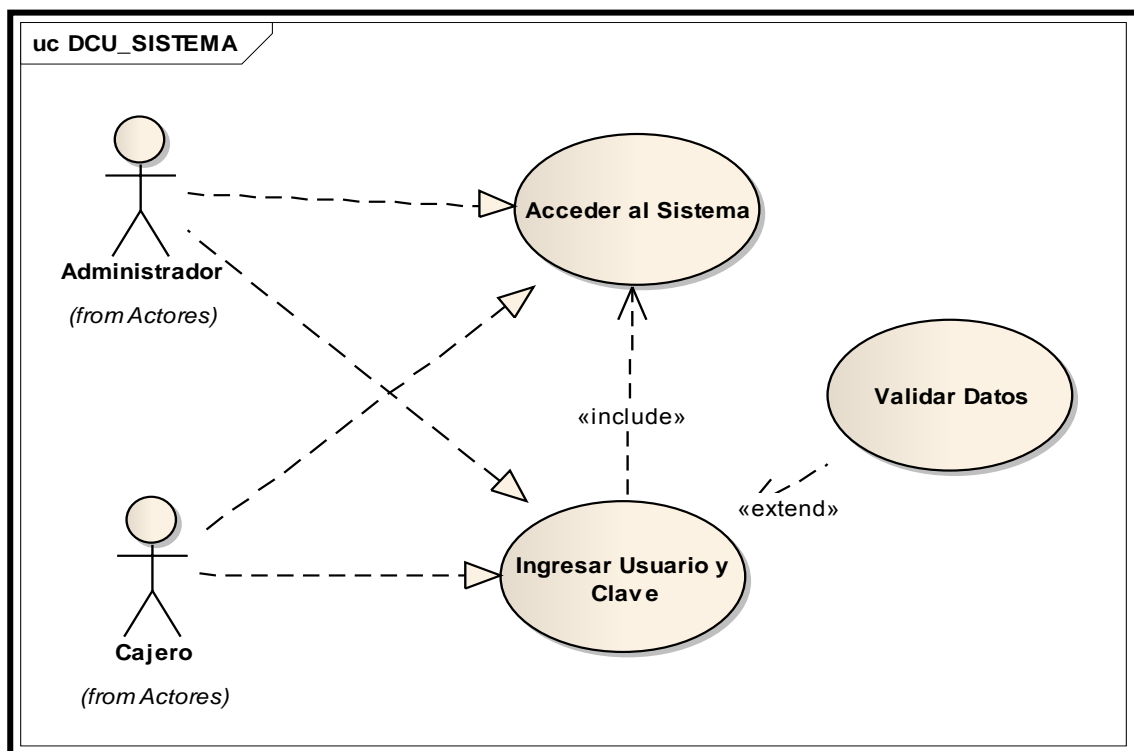 uc DCU_SISTEMA
Acceder al Sistema
Administrador
(from Actores)
Validar Datos
«include»
«extend»
Ingresar Usuario y
Clave
Cajero
(from Actores)